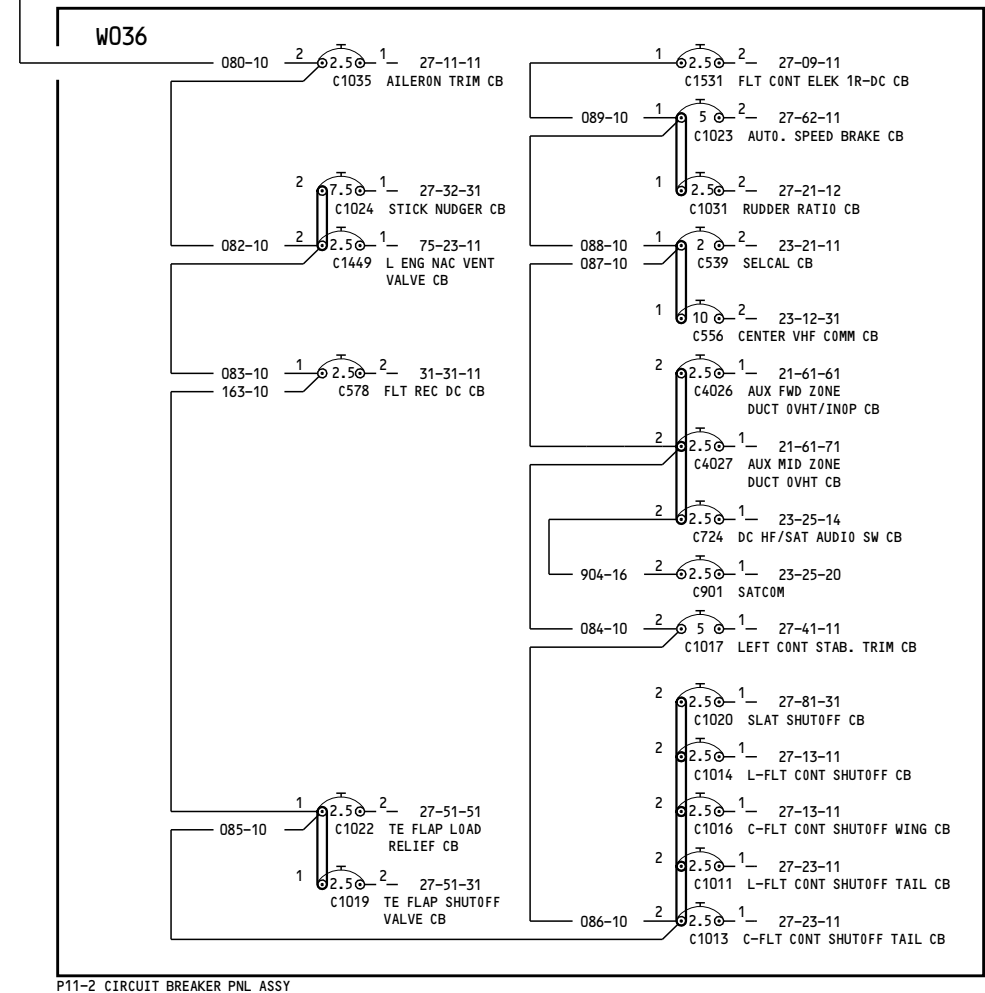 W036
080-10 2 2.5 1 27-11-11
C1035 AILERON TRIM CB
2 7.5 1 27-32-31
C1024 STICK NUDGER CB
082-10 2 2.5 1 75-23-11
C1449 L ENG NAC VENT
VALVE CB
083-10 1 2.5 2 31-31-11
163-10 C578 FLT REC DC CB
1 2.5 2 27-51-51
085-10 C1022 TE FLAP LOAD
RELIEF CB
1 2.5 2 27-51-31
C1019 TE FLAP SHUTOFF
VALVE CB
1 2.5 2 27-09-11
C1531 FLT CONT ELEK 1R-DC CB
089-10 1 5 2 27-62-11
C1023 AUTO. SPEED BRAKE CB
1 2.5 2 27-21-12
C1031 RUDDER RATIO CB
088-10 1 2 2 23-21-11
087-10 C539 SELCAL CB
1 10 2 23-12-31
C556 CENTER VHF COMM CB
2 2.5 1 21-61-61
C4026 AUX FWD ZONE
DUCT OVHT/INOP CB
2 2.5 1 21-61-71
C4027 AUX MID ZONE
DUCT OVHT CB
2 2.5 1 23-25-14
C724 DC HF/SAT AUDIO SW CB
904-16 2 2.5 1 23-25-20
C901 SATCOM
084-10 2 5 1 27-41-11
C1017 LEFT CONT STAB. TRIM CB
2 2.5 1 27-81-31
C1020 SLAT SHUTOFF CB
2 2.5 1 27-13-11
C1014 L-FLT CONT SHUTOFF CB
2 2.5 1 27-13-11
C1016 C-FLT CONT SHUTOFF WING CB
2 2.5 1 27-23-11
C1011 L-FLT CONT SHUTOFF TAIL CB
086-10 2 2.5 1 27-23-11
C1013 C-FLT CONT SHUTOFF TAIL CB
P11-2 CIRCUIT BREAKER PNL ASSY